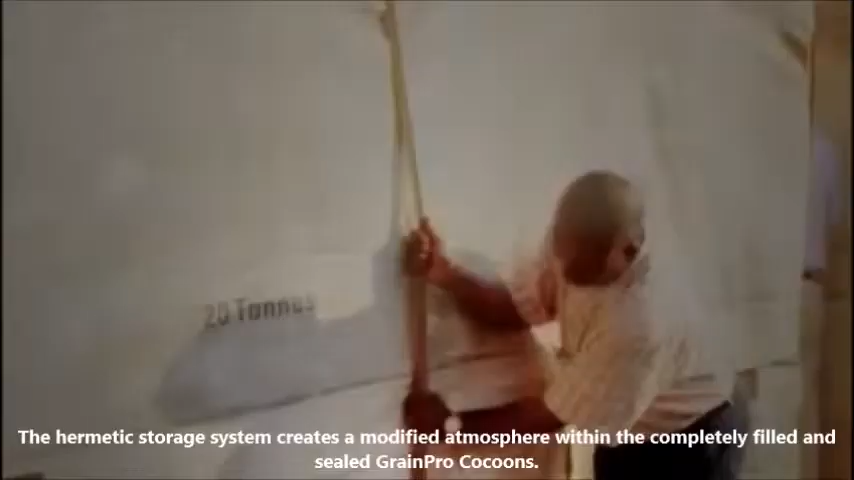 20 Tonnes
The hermetic storage system creates a modified atmosphere within the completely filled and
sealed GrainPro Cocoons.